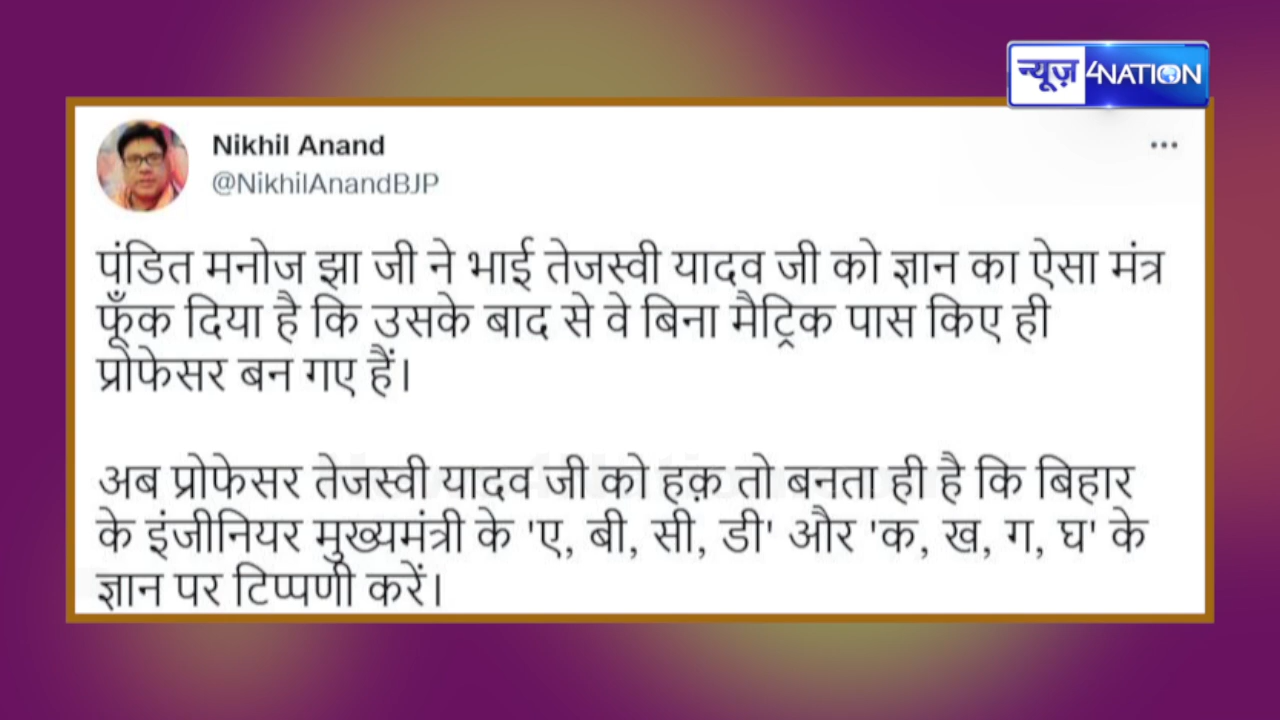 न्यूज़ 4NATION
Nikhil Anand
@NikhilAnandBJP
पंडित मनोज झा जी ने भाई तेजस्वी यादव जी को ज्ञान का ऐसा मंत्र
फूँक दिया है कि उसके बाद से वे बिना मैट्रिक पास किए ही
प्रोफेसर बन गए हैं।
अब प्रोफेसर तेजस्वी यादव जी को हक़ तो बनता ही है कि बिहार
के इंजीनियर मुख्यमंत्री के 'ए, बी, सी, डी' और 'क, ख, ग, घ' के
ज्ञान पर टिप्पणी करें।